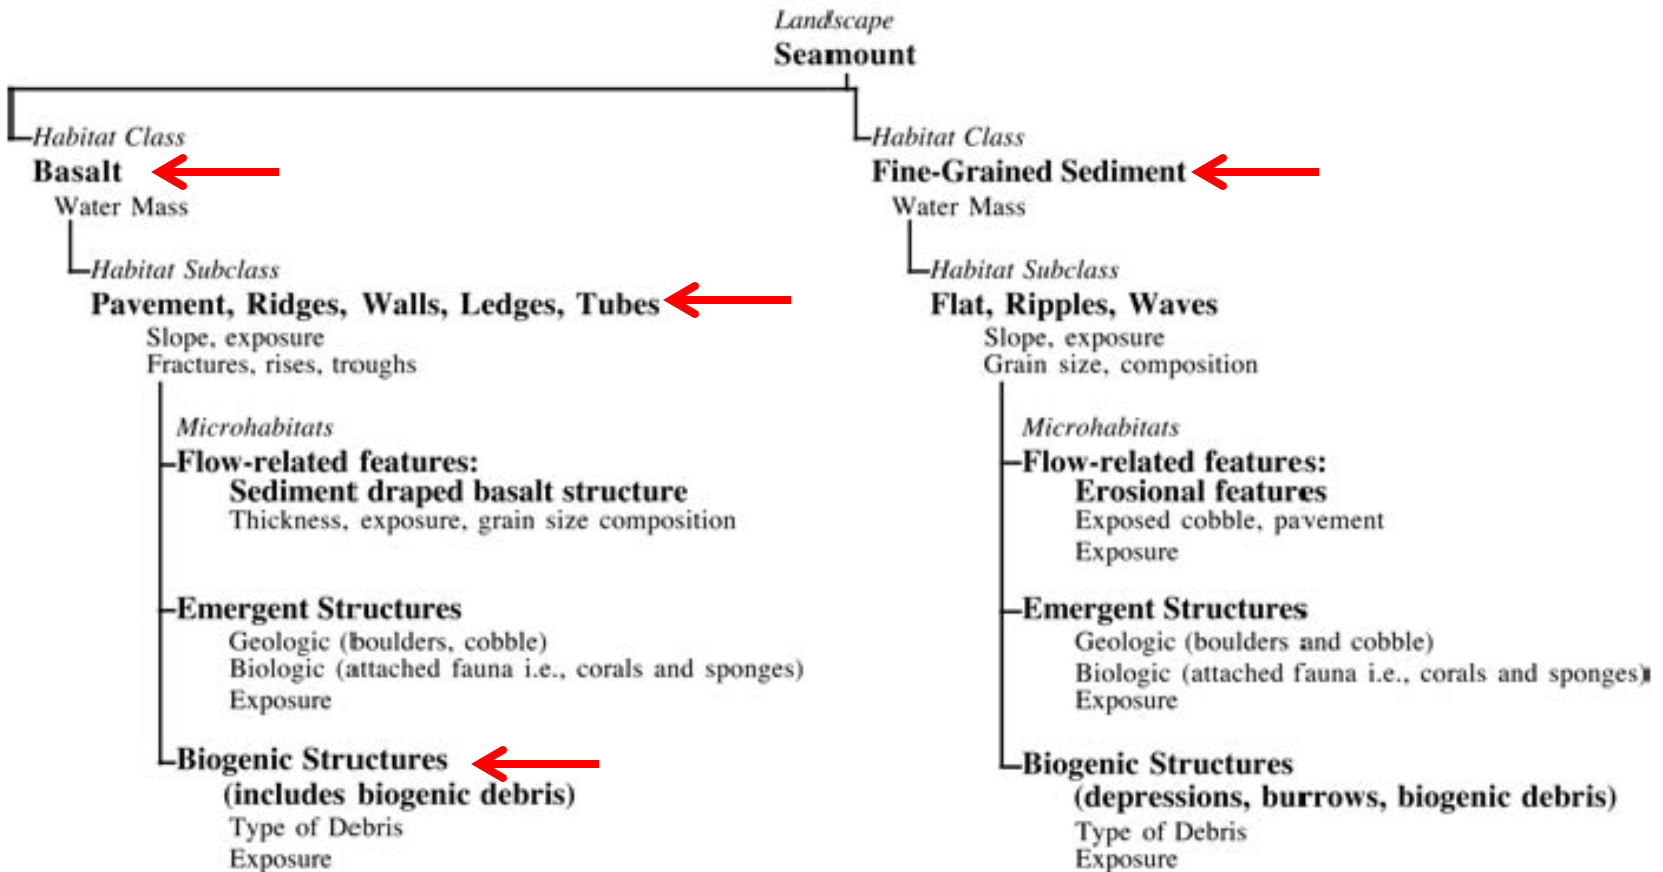 Landscape
Seamount
Habitat Class
Basalt
Water Mass
Habitat Subclass
Pavement, Ridges, Walls, Ledges, Tubes
Slope, exposure
Fractures, rises, troughs
Microhabitats
Flow-related features:
Sediment draped basalt structure
Thickness, exposure, grain size composition
Emergent Structures
Geologic (boulders, cobble)
Biologic (attached fauna i.e., corals and sponges)
Exposure
Biogenic Structures
(includes biogenic debris)
Type of Debris
Exposure
Habitat Class
Fine-Grained Sediment
Water Mass
Habitat Subclass
Flat, Ripples, Waves
Slope, exposure
Grain size, composition
Microhabitats
Flow-related features:
Erosional features
Exposed cobble, pavement
Exposure
Emergent Structures
Geologic (boulders and cobble)
Biologic (attached fauna i.e., corals and sponges)
Exposure
Biogenic Structures
(depressions, burrows, biogenic debris)
Type of Debris
Exposure